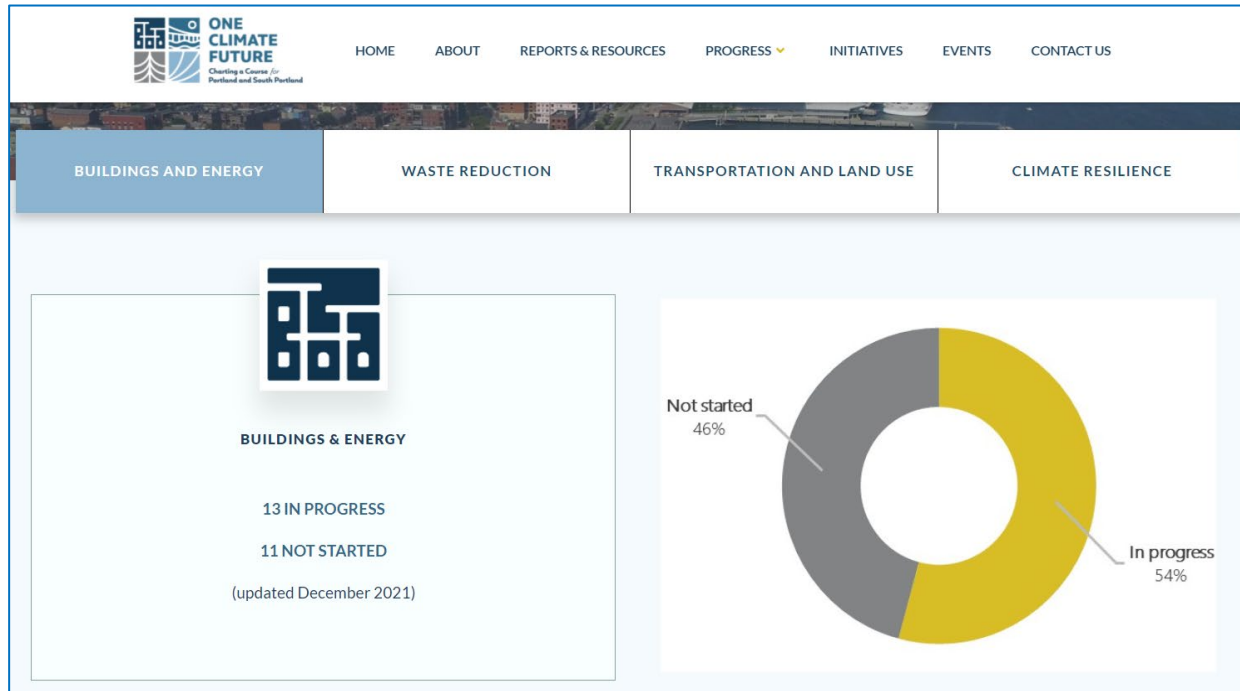 ONE
CLIMATE
FUTURE
Charting a Course for
Portland and South Portland
HOME ABOUT REPORTS & RESOURCES PROGRESS INITIATIVES EVENTS CONTACT US
BUILDINGS AND ENERGY WASTE REDUCTION TRANSPORTATION AND LAND USE CLIMATE RESILIENCE
BUILDINGS & ENERGY
13 IN PROGRESS
11 NOT STARTED
(updated December 2021)
Not started
46%
In progress
54%